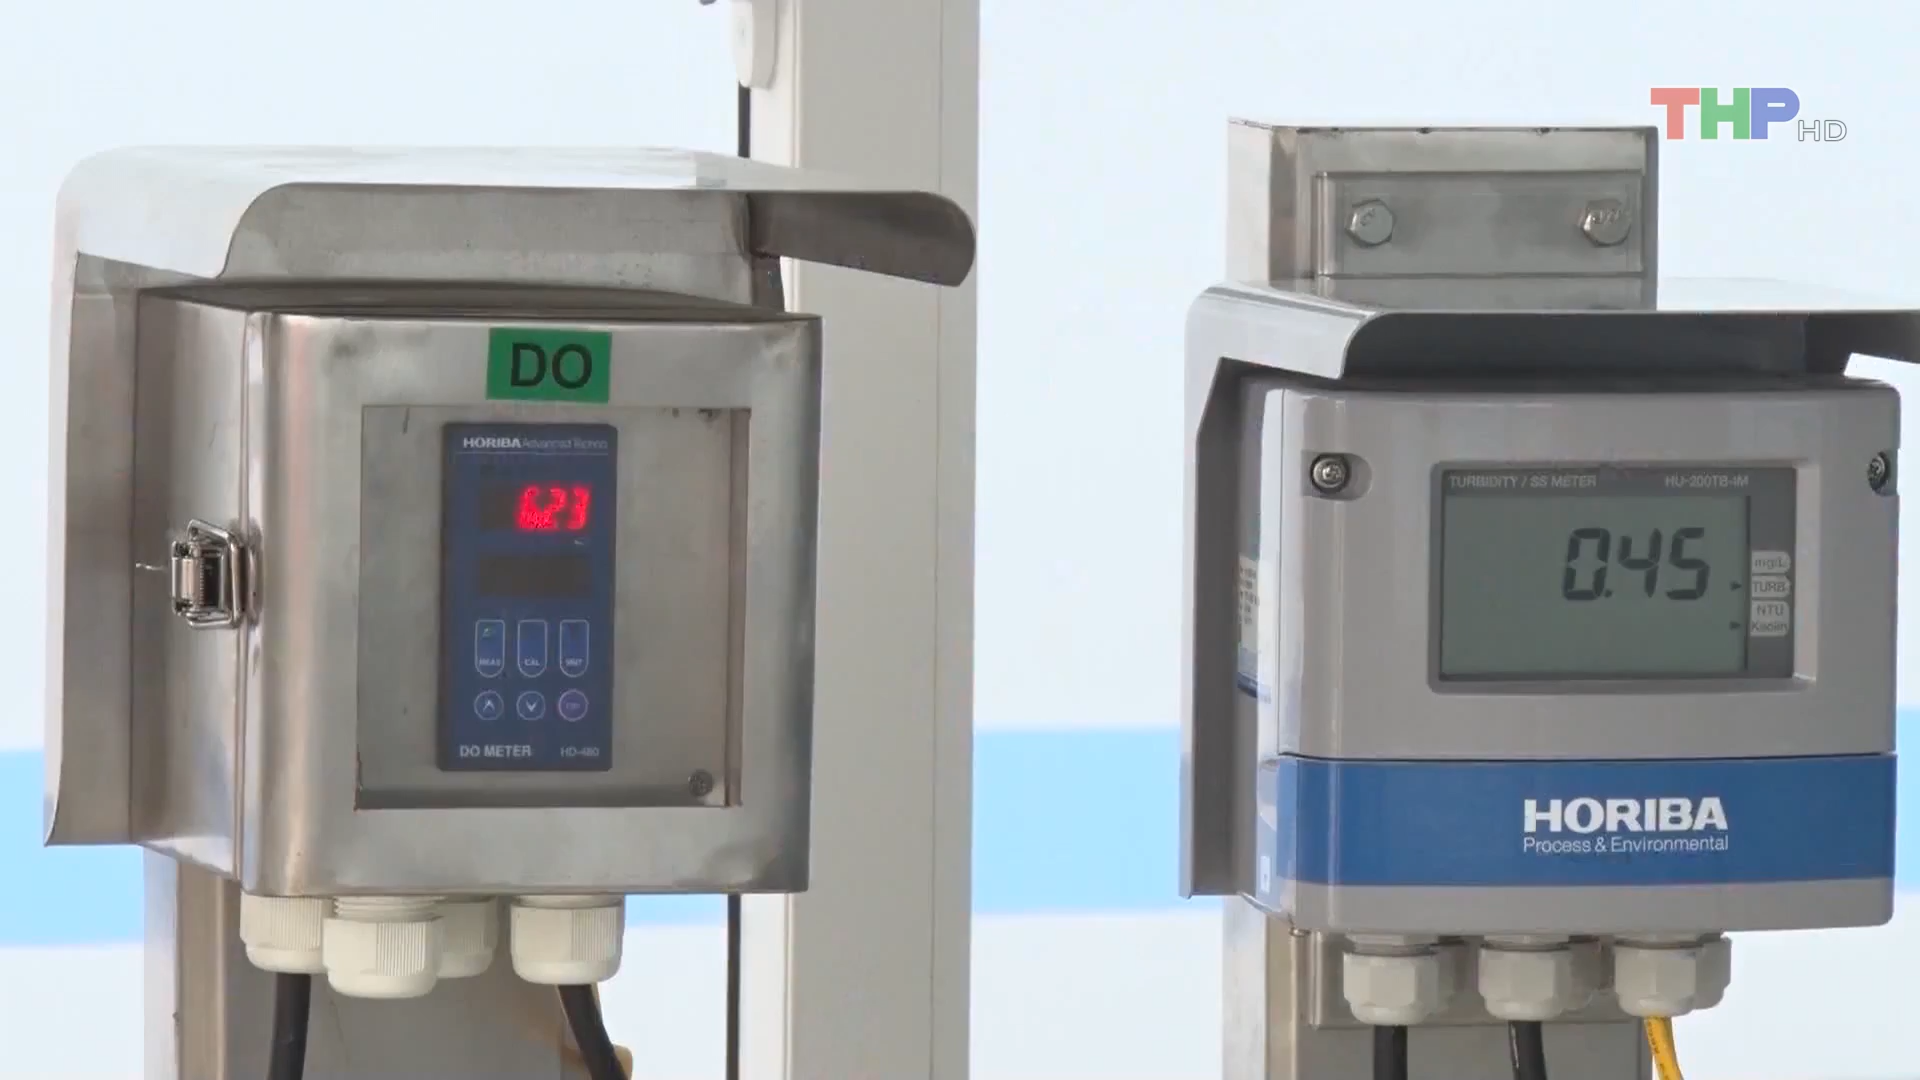 THP HD
DO
HORIBA Advanced Techno
6.23
MEAS CAL
DO METER HD-480
TURBIDITY / SS METER HU-200TB-IM
0.45
mg/L
TURB
NTU
Kaolin
HORIBA
Process & Environmental